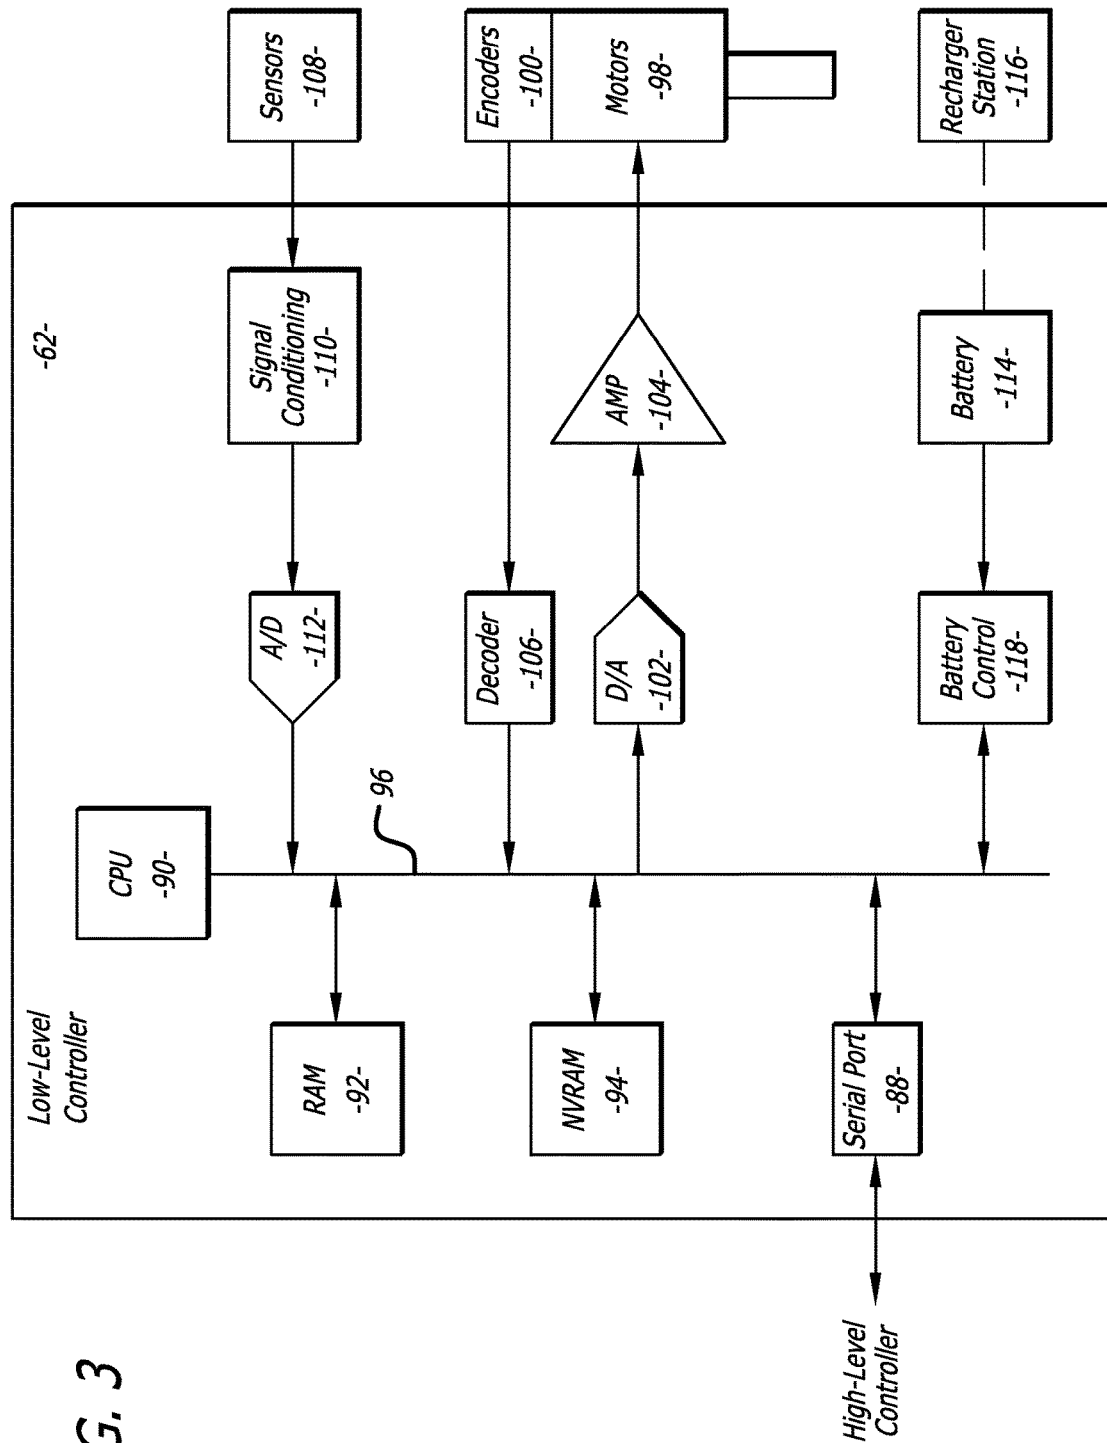 G. 3
Low-Level
Controller
-62-
CPU
-90-
RAM
-92-
A/D
-112-
Signal
Conditioning
-110-
Sensors
-108-
96
Decoder
-106-
Encoders
-100-
NVRAM
-94-
D/A
-102-
AMP
-104-
Motors
-98-
High-Level
Controller
Serial Port
-88-
Battery
Control
-118-
Battery
-114-
Recharger
Station
-116-